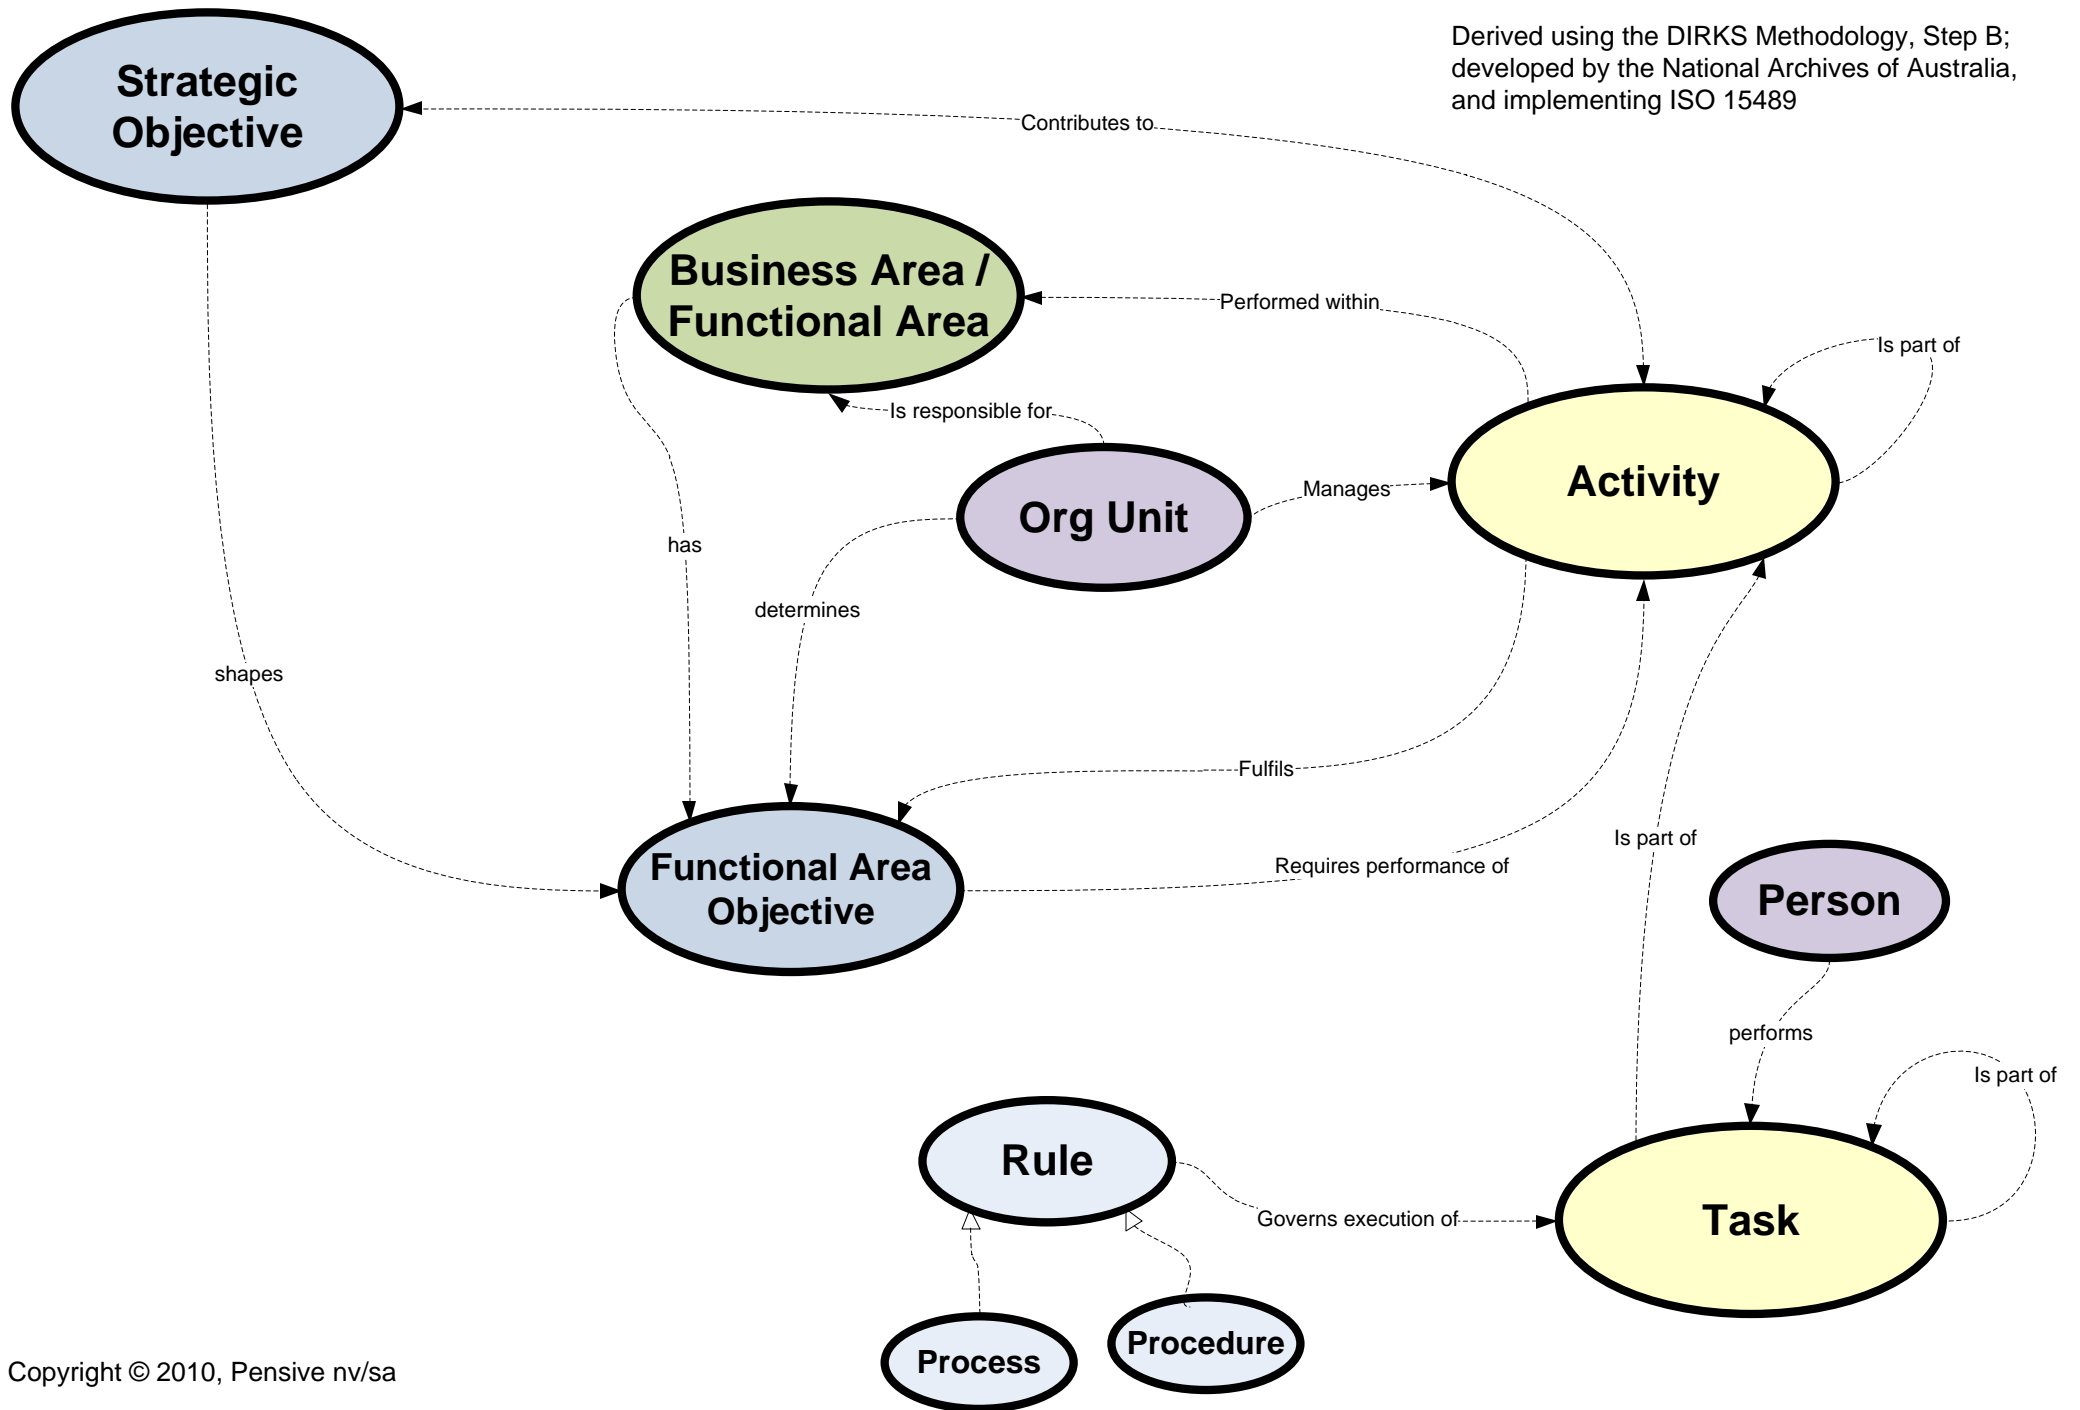 Derived using the DIRKS Methodology, Step B;
developed by the National Archives of Australia,
and implementing ISO 15489
Strategic
Objective
Contributes to
Business Area /
Functional Area
Performed within
Is part of
Is responsible for
Activity
Org Unit
Manages
has
determines
shapes
Fulfils
Functional Area
Objective
Requires performance of
Is part of
Person
performs
Is part of
Rule
Governs execution of
Task
Process
Procedure
Copyright © 2010, Pensive nv/sa